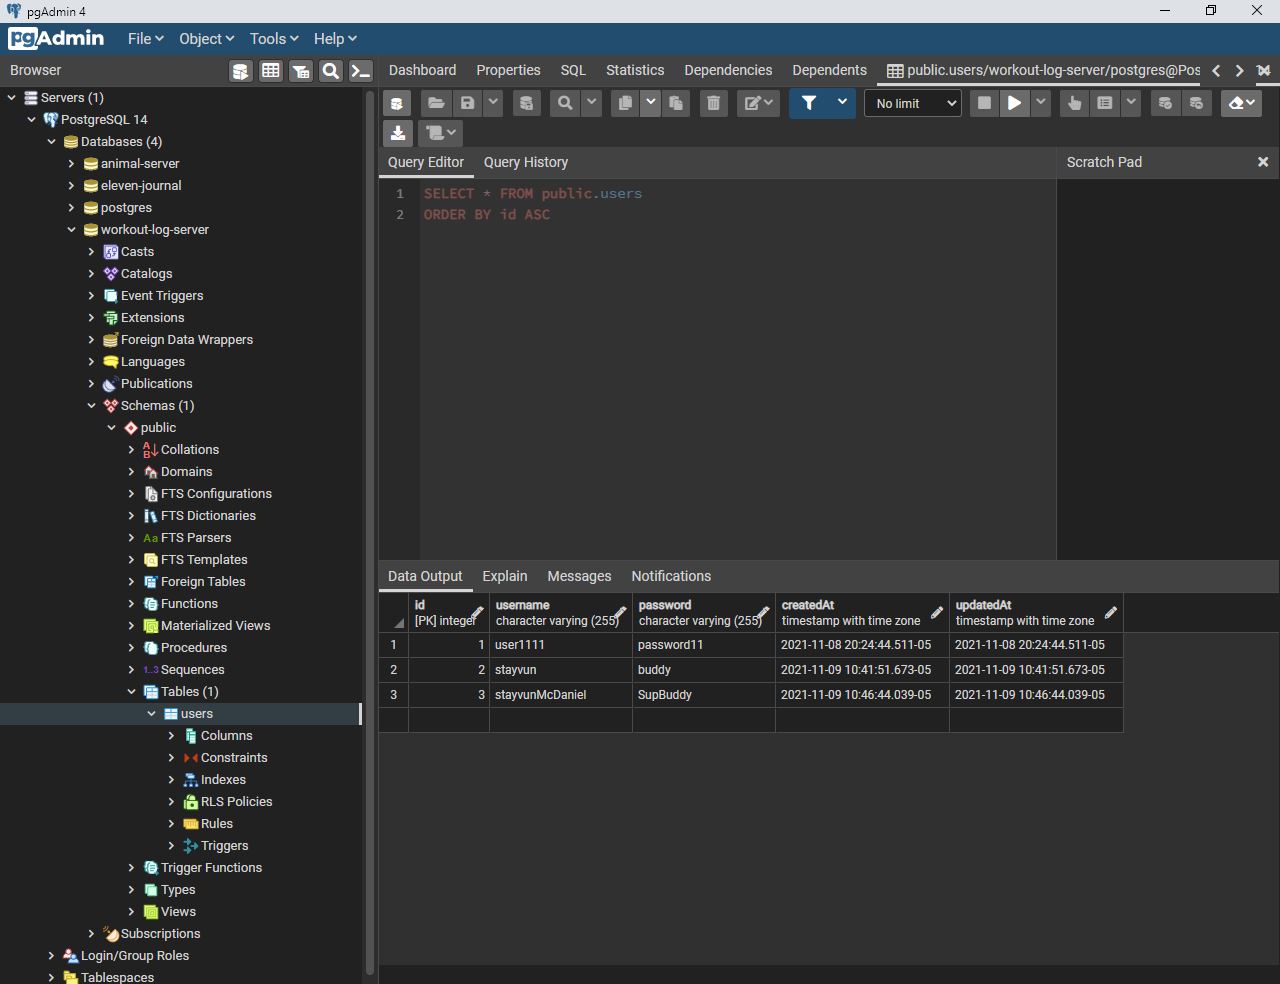 pgAdmin 4
pgAdmin File Object Tools Help
Browser
Dashboard Properties SQL Statistics Dependencies Dependents public.users/workout-log-server/postgres@Pos
No limit
Servers (1)
PostgreSQL 14
Databases (4)
animal-server
eleven-journal
postgres
workout-log-server
Casts
Catalogs
Event Triggers
Extensions
Foreign Data Wrappers
Languages
Publications
Schemas (1)
public
Collations
Domains
FTS Configurations
FTS Dictionaries
Aa FTS Parsers
FTS Templates
Foreign Tables
Functions
Materialized Views
Procedures
1..3 Sequences
Tables (1)
users
Columns
Constraints
Indexes
RLS Policies
Rules
Triggers
Trigger Functions
Types
Views
Subscriptions
Login/Group Roles
Tablespaces
Query Editor Query History
Scratch Pad
1 SELECT * FROM public.users
2 ORDER BY id ASC
Data Output Explain Messages Notifications
id username password createdAt updatedAt
[PK] integer character varying (255) character varying (255) timestamp with time zone timestamp with time zone
1 1 user1111 password11 2021-11-08 20:24:44.511-05 2021-11-08 20:24:44.511-05
2 2 stayvun buddy 2021-11-09 10:41:51.673-05 2021-11-09 10:41:51.673-05
3 3 stayvunMcDaniel SupBuddy 2021-11-09 10:46:44.039-05 2021-11-09 10:46:44.039-05